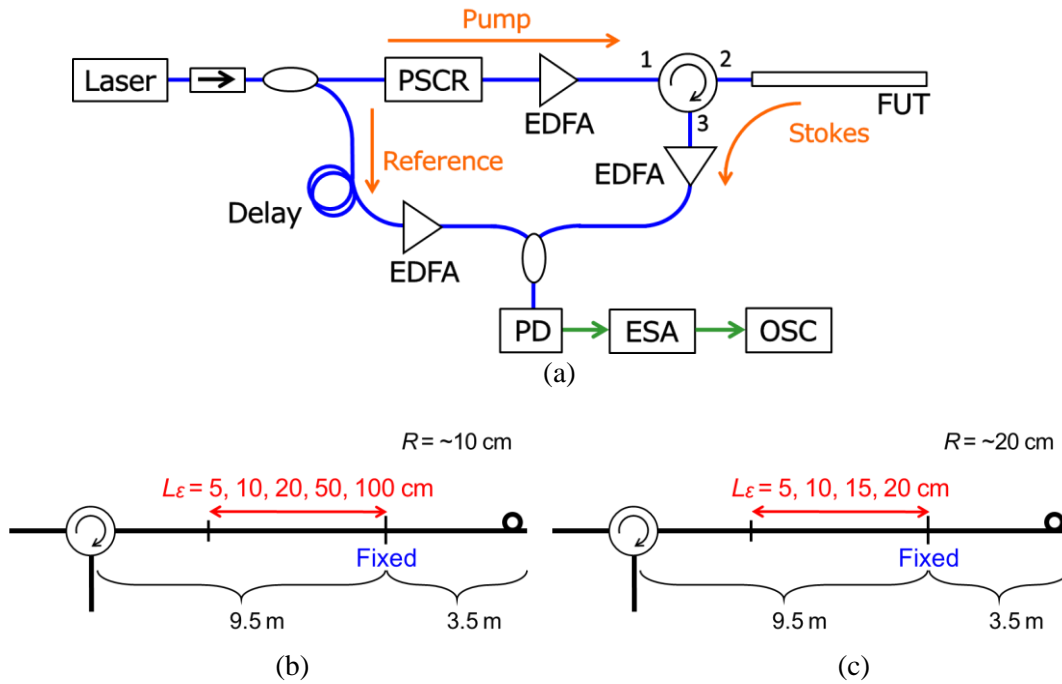 Pump
Laser
PSCR
1
2
EDFA
3
FUT
Stokes
Reference
EDFA
Delay
EDFA
PD
ESA
OSC
(a)
R = ~10 cm
Lε = 5, 10, 20, 50, 100 cm
Fixed
9.5 m
3.5 m
(b)
R = ~20 cm
Lε = 5, 10, 15, 20 cm
Fixed
9.5 m
3.5 m
(c)